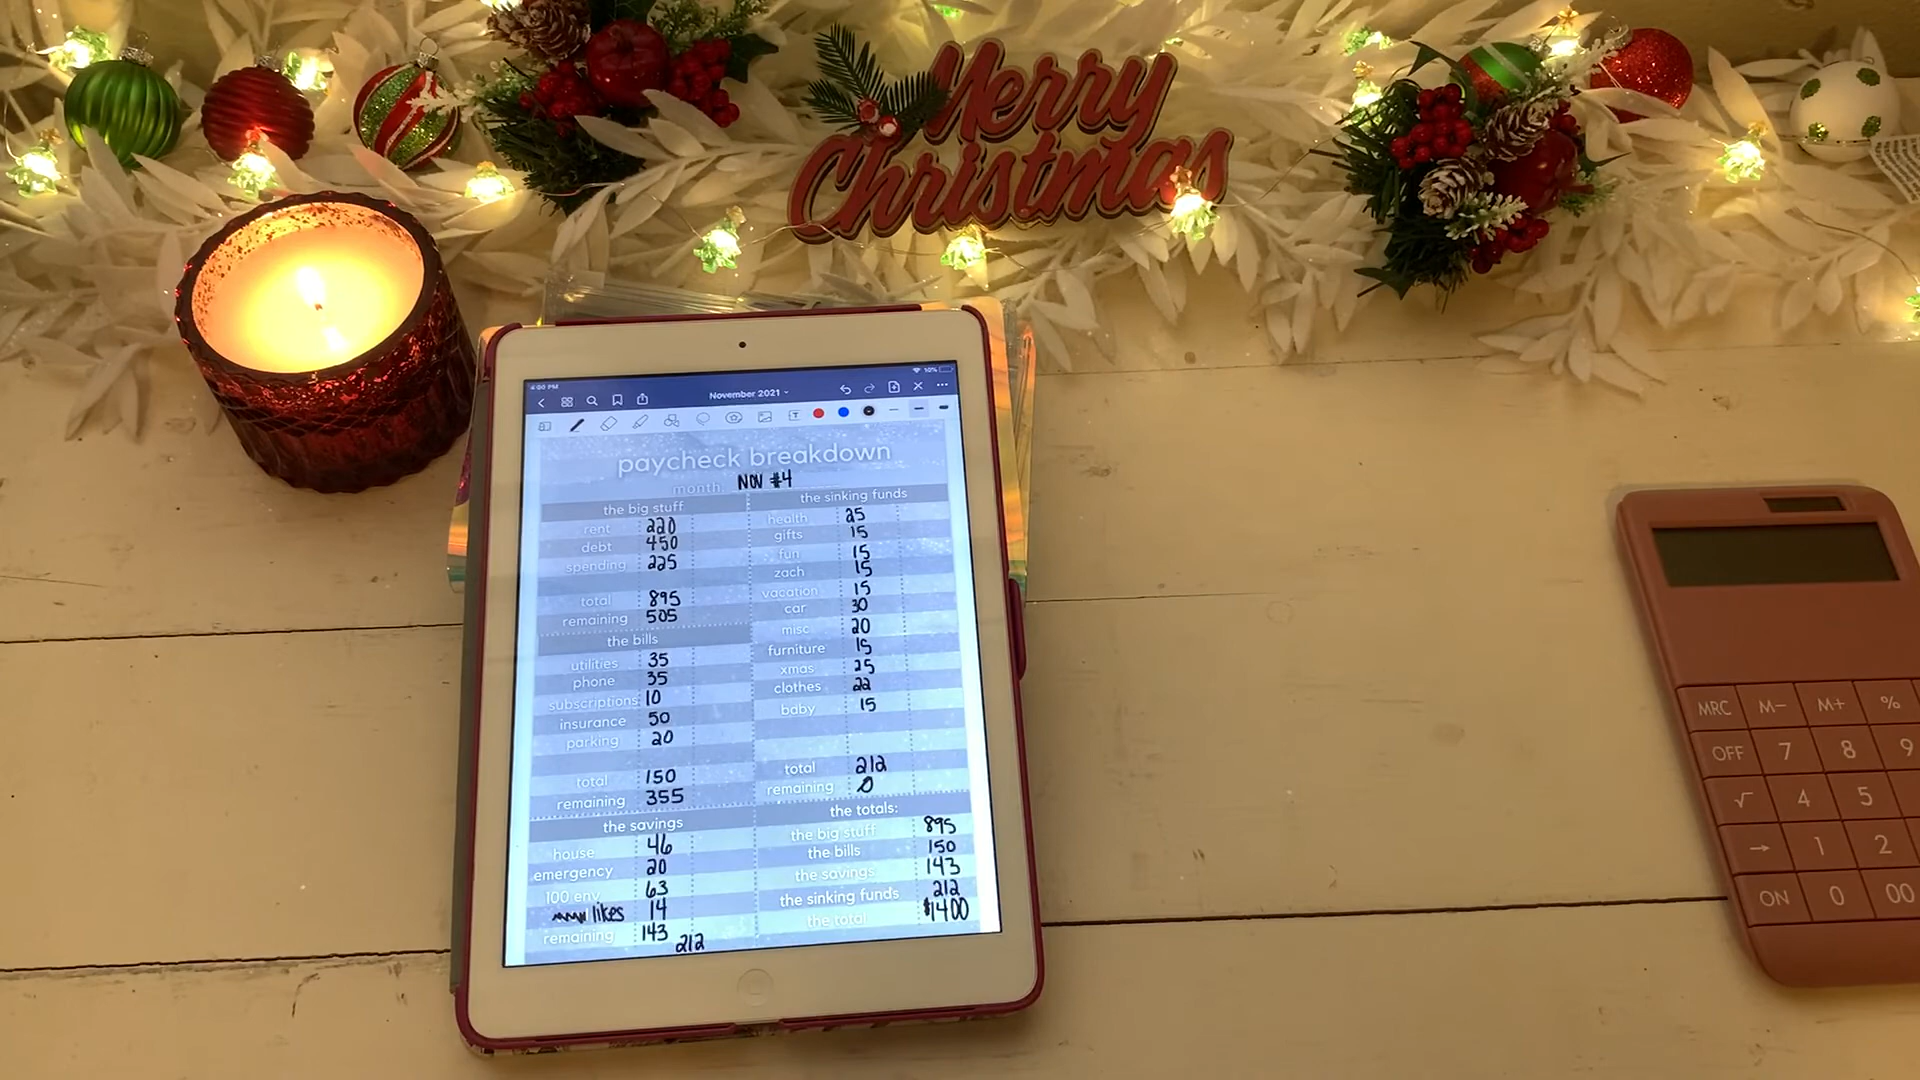 Merry
Christmas
4:00 PM
10%
November 2021
T
paycheck breakdown
month: NOV #4
the big stuff
rent 220
debt 450
spending 225
total 895
remaining 505
the bills
utilities 35
phone 35
subscriptions 10
insurance 50
parking 20
total 150
remaining 355
the savings
house 46
emergency 20
100 env 63
likes 14
remaining 143
212
the sinking funds
health 25
gifts 15
fun 15
zach 15
vacation 15
car 30
misc 20
furniture 15
xmas 25
clothes 22
baby 15
total 212
remaining 0
the totals:
the big stuff 895
the bills 150
the savings 143
the sinking funds 212
the total $1400
MRC M- M+ %
OFF 7 8 9
√ 4 5
→ 1 2
ON 0 00